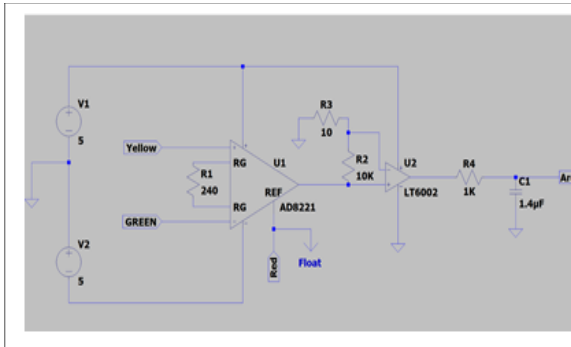 V1
5
Yellow
RG
R1
240
RG
GREEN
U1
REF
AD8221
R3
10
R2
10K
U2
LT6002
R4
1K
C1
1.4µF
Ar
V2
5
Red
Float